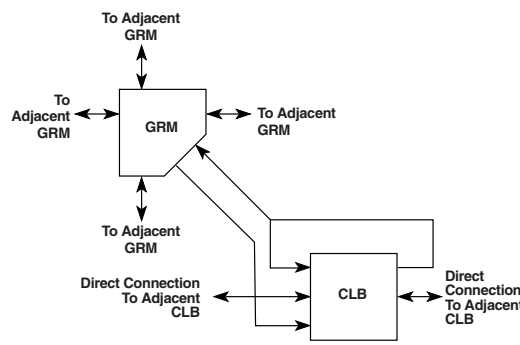 To Adjacent
GRM
To
Adjacent
GRM
GRM
To Adjacent
GRM
To Adjacent
GRM
Direct Connection
To Adjacent
CLB
CLB
Direct
Connection
To Adjacent
CLB